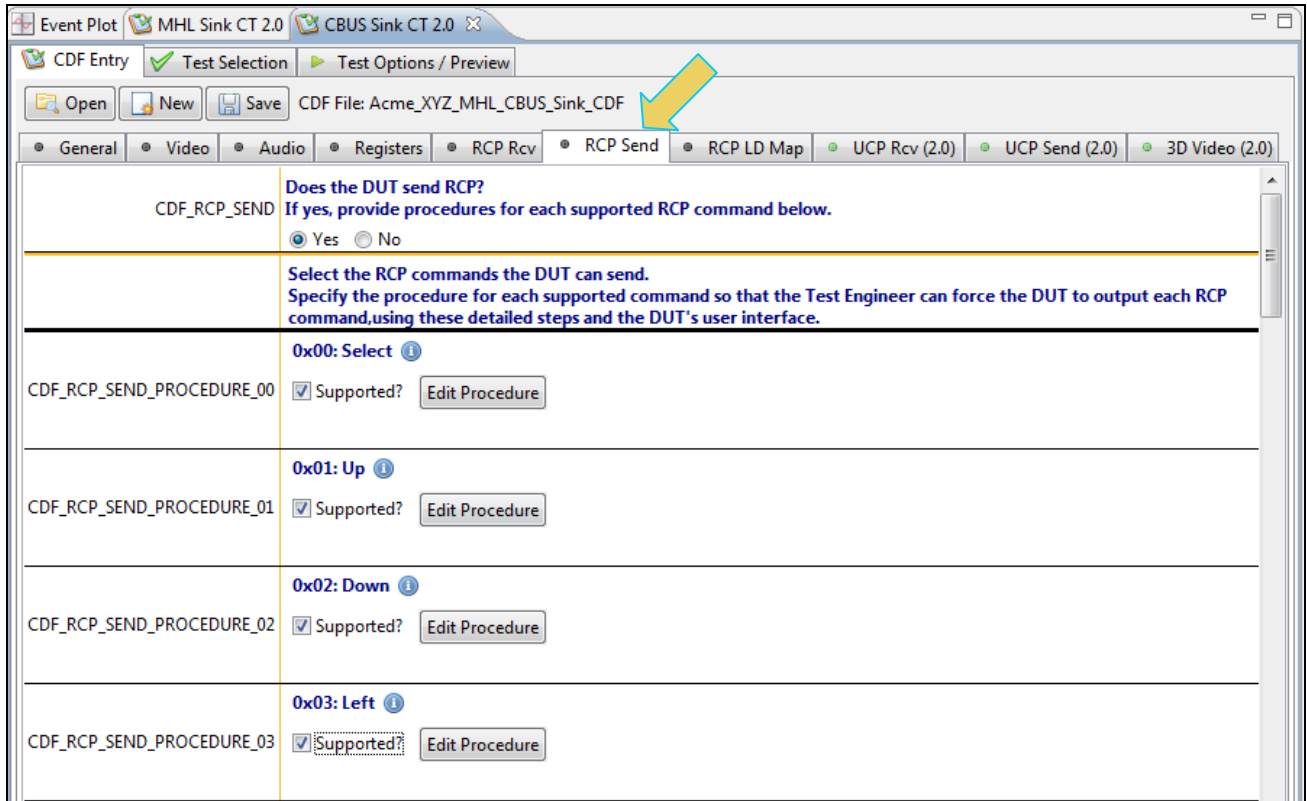 Event Plot MHL Sink CT 2.0 CBUS Sink CT 2.0
CDF Entry Test Selection Test Options / Preview
Open New Save CDF File: Acme_XYZ_MHL_CBUS_Sink_CDF
General Video Audio Registers RCP Rcv RCP Send RCP LD Map UCP Rcv (2.0) UCP Send (2.0) 3D Video (2.0)
Does the DUT send RCP?
CDF_RCP_SEND If yes, provide procedures for each supported RCP command below.
Yes No
Select the RCP commands the DUT can send.
Specify the procedure for each supported command so that the Test Engineer can force the DUT to output each RCP
command,using these detailed steps and the DUT's user interface.
0x00: Select
CDF_RCP_SEND_PROCEDURE_00 Supported? Edit Procedure
0x01: Up
CDF_RCP_SEND_PROCEDURE_01 Supported? Edit Procedure
0x02: Down
CDF_RCP_SEND_PROCEDURE_02 Supported? Edit Procedure
0x03: Left
CDF_RCP_SEND_PROCEDURE_03 Supported? Edit Procedure